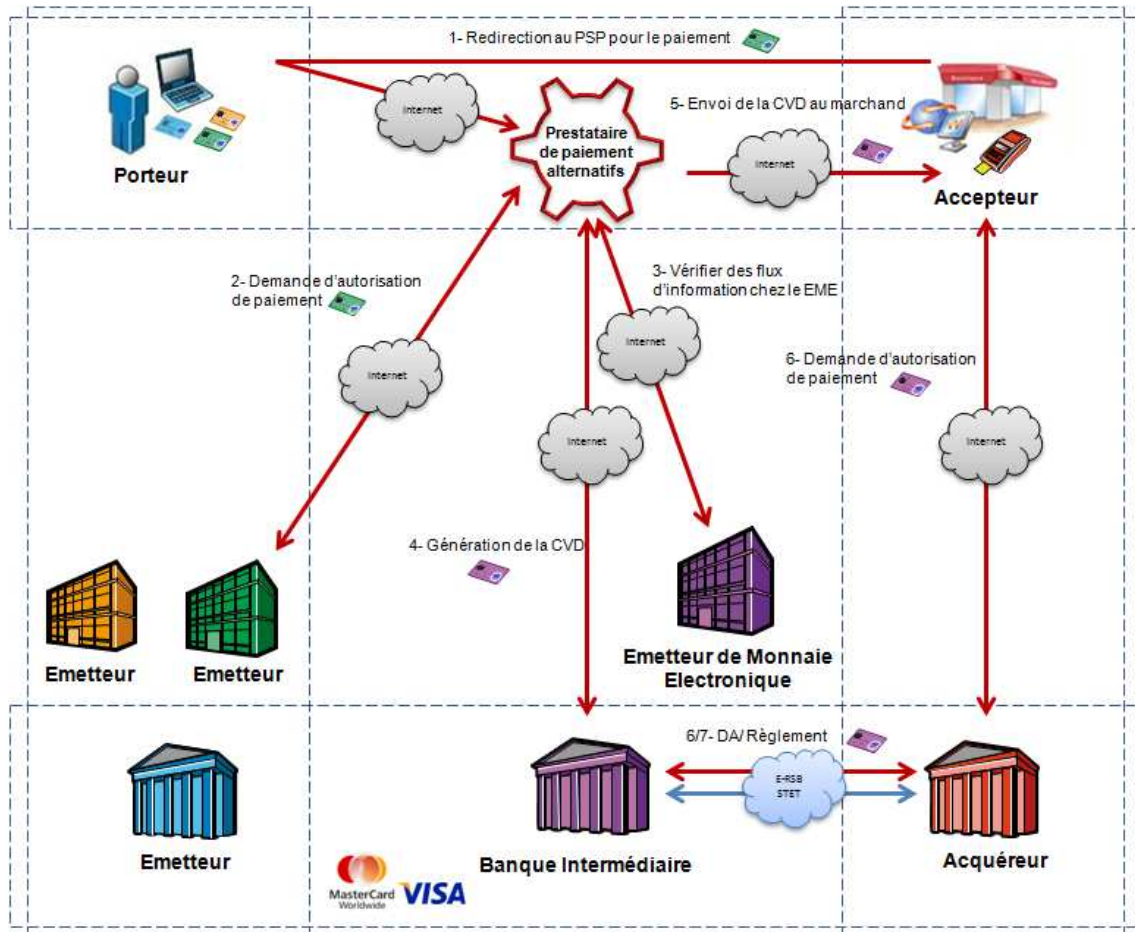 1- Redirection au PSP pour le paiement
Internet
Prestataire
de paiement
alternatifs
5- Envoi de la CVD au marchand
Internet
Porteur
Accepteur
2- Demande d'autorisation
de paiement
Internet
3- Vérifier des flux
d'information chez le EME
Internet
6- Demande d'autorisation
de paiement
Internet
Internet
4- Génération de la CVD
Emetteur
Emetteur
Emetteur de Monnaie
Electronique
6/7- DA/ Règlement
E-RSB
STET
Emetteur
Banque Intermédiaire
Acquéreur
MasterCard
Worldwide
VISA